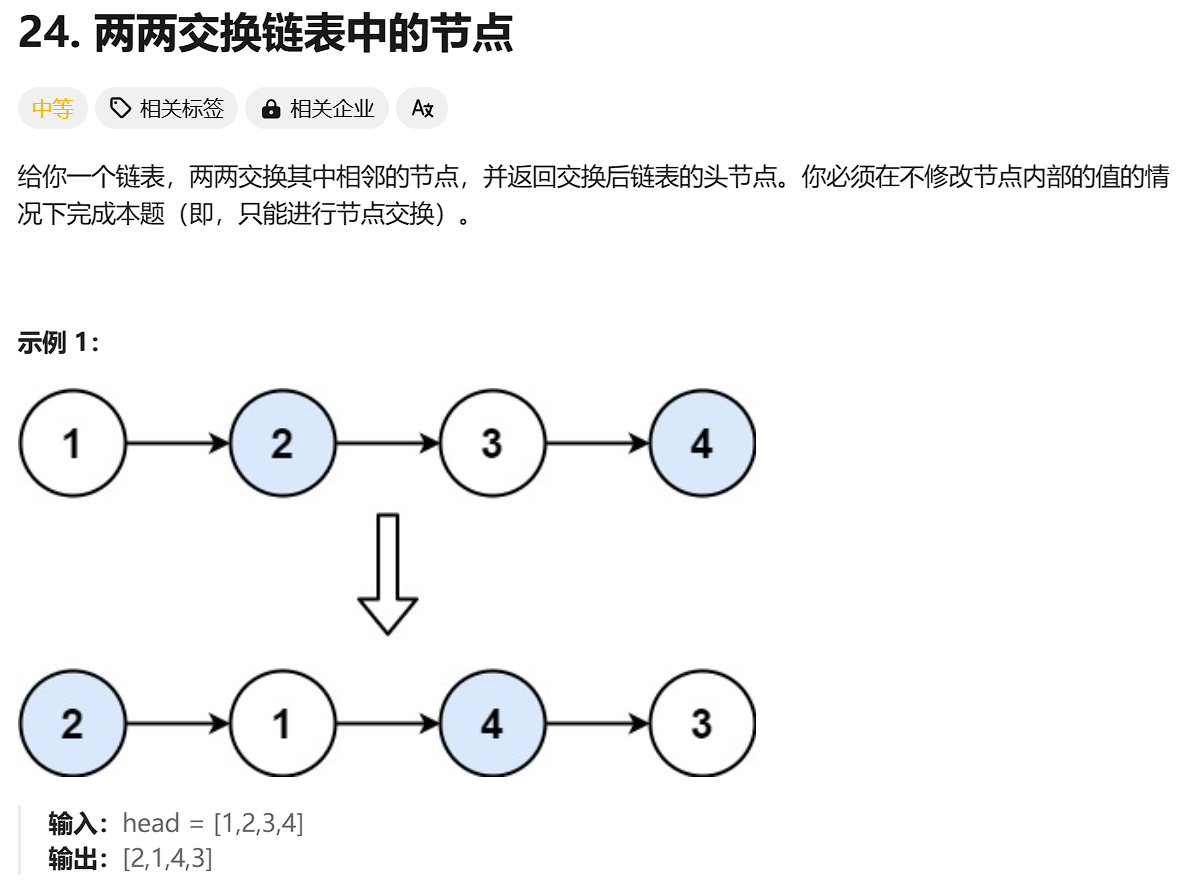 24. 两两交换链表中的节点
中等 相关标签 相关企业 Ax
给你一个链表，两两交换其中相邻的节点，并返回交换后链表的头节点。你必须在不修改节点内部的值的情
况下完成本题（即，只能进行节点交换）。
示例 1：
1 2 3 4
2 1 4 3
输入：head = [1,2,3,4]
输出：[2,1,4,3]